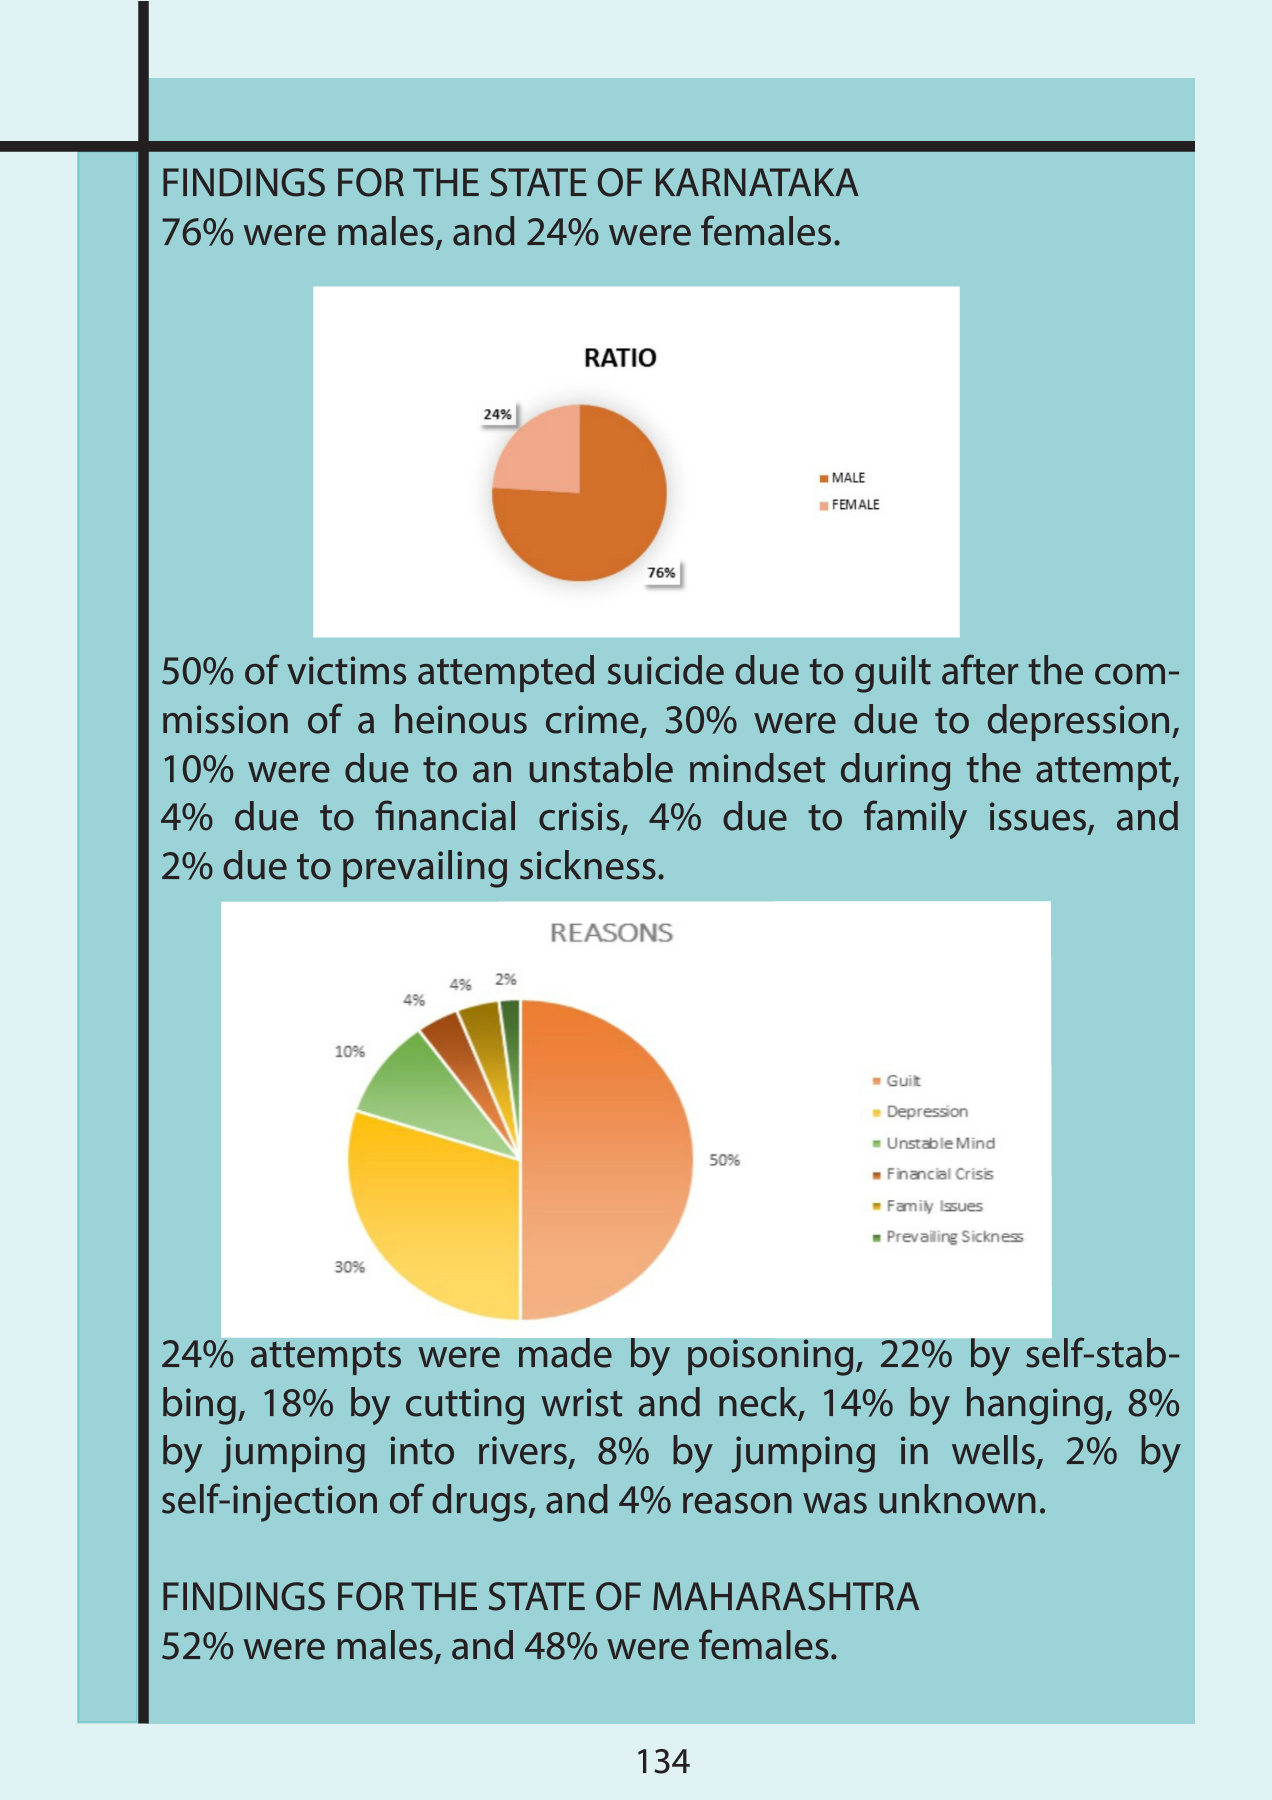 FINDINGS FOR THE STATE OF KARNATAKA
76% were males, and 24% were females.
RATIO
24%
76%
MALE
FEMALE
50% of victims attempted suicide due to guilt after the com-
mission of a heinous crime, 30% were due to depression,
10% were due to an unstable mindset during the attempt,
4% due to financial crisis, 4% due to family issues, and
2% due to prevailing sickness.
REASONS
2%
4%
4%
10%
50%
30%
Guilt
Depression
Unstable Mind
Financial Crisis
Family Issues
Prevailing Sickness
24% attempts were made by poisoning, 22% by self-stab-
bing, 18% by cutting wrist and neck, 14% by hanging, 8%
by jumping into rivers, 8% by jumping in wells, 2% by
self-injection of drugs, and 4% reason was unknown.
FINDINGS FOR THE STATE OF MAHARASHTRA
52% were males, and 48% were females.
134